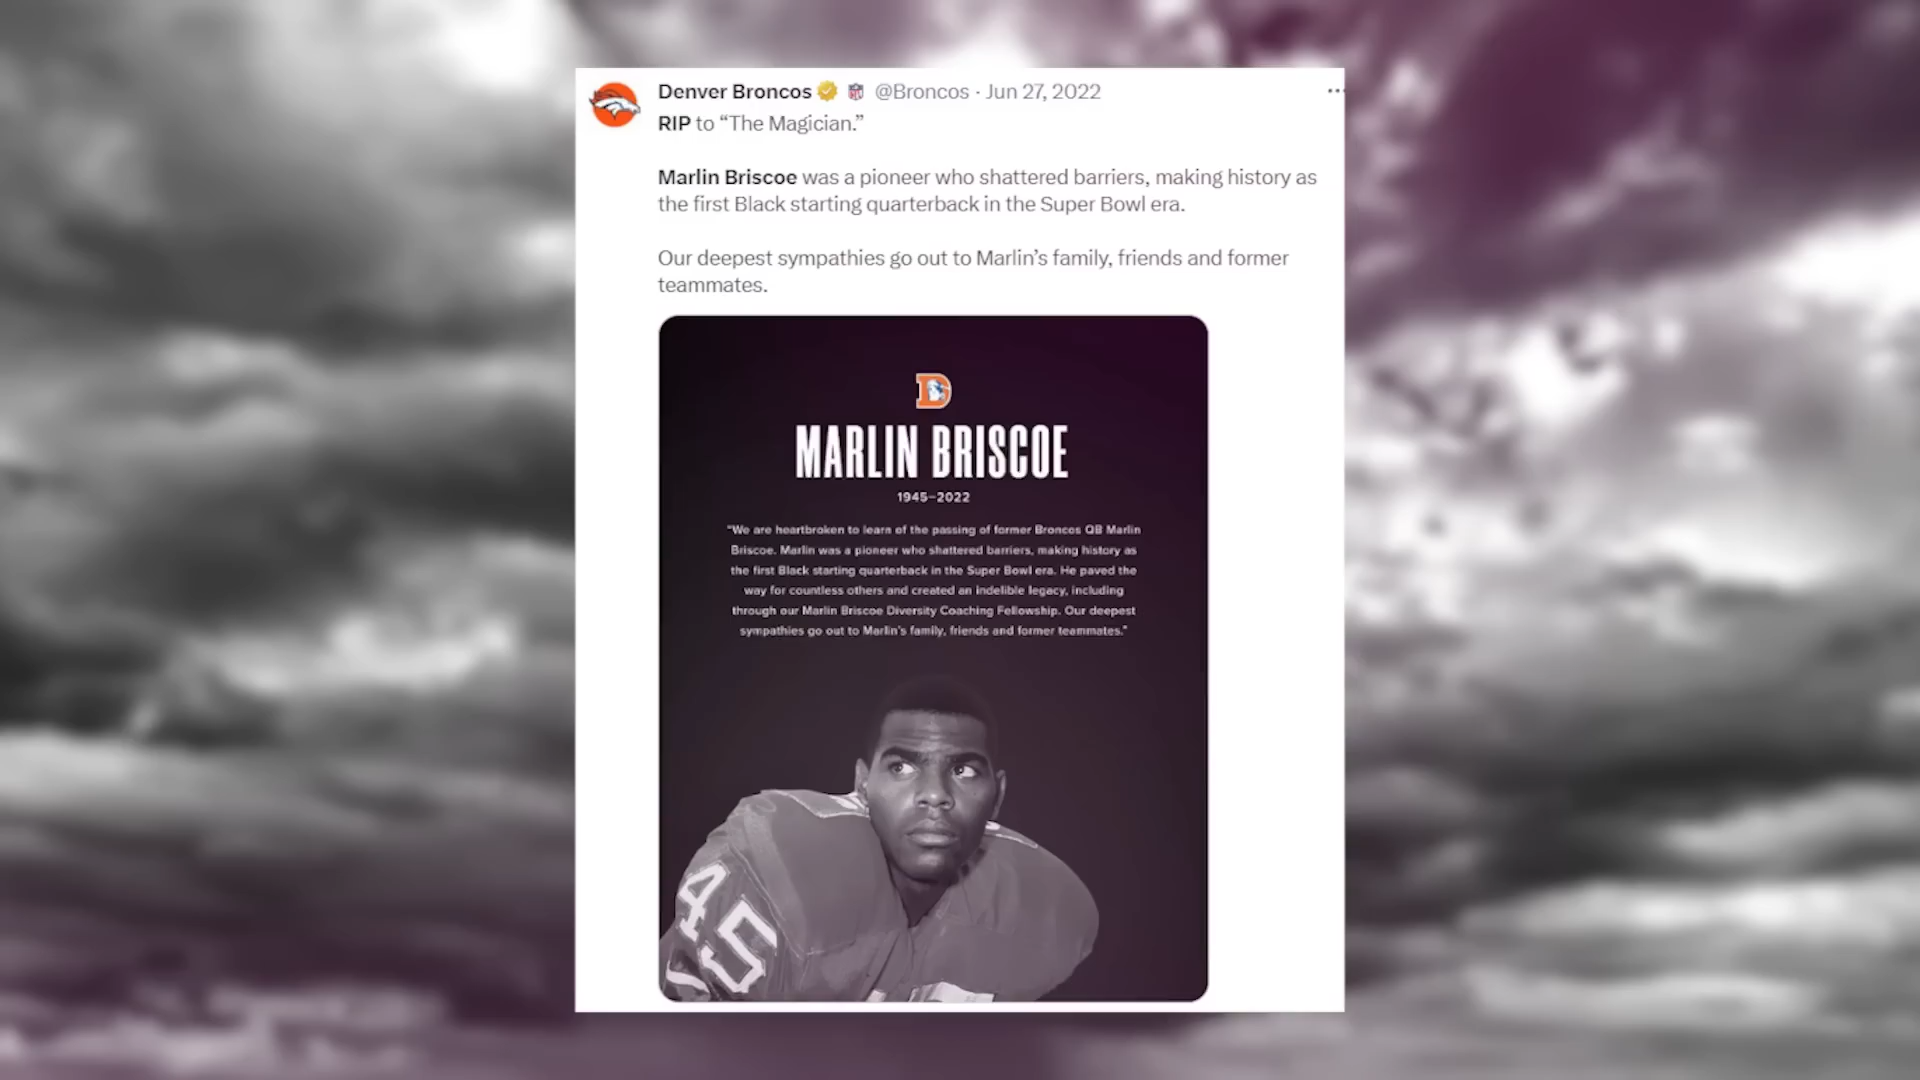 Denver Broncos @Broncos · Jun 27, 2022
RIP to “The Magician.”
Marlin Briscoe was a pioneer who shattered barriers, making history as
the first Black starting quarterback in the Super Bowl era.
Our deepest sympathies go out to Marlin’s family, friends and former
teammates.
D
MARLIN BRISCOE
1945–2022
"We are heartbroken to learn of the passing of former Broncos QB Marlin
Briscoe. Marlin was a pioneer who shattered barriers, making history as
the first Black starting quarterback in the Super Bowl era. He paved the
way for countless others and created an indelible legacy, including
through our Marlin Briscoe Diversity Coaching Fellowship. Our deepest
sympathies go out to Marlin's family, friends and former teammates."
45